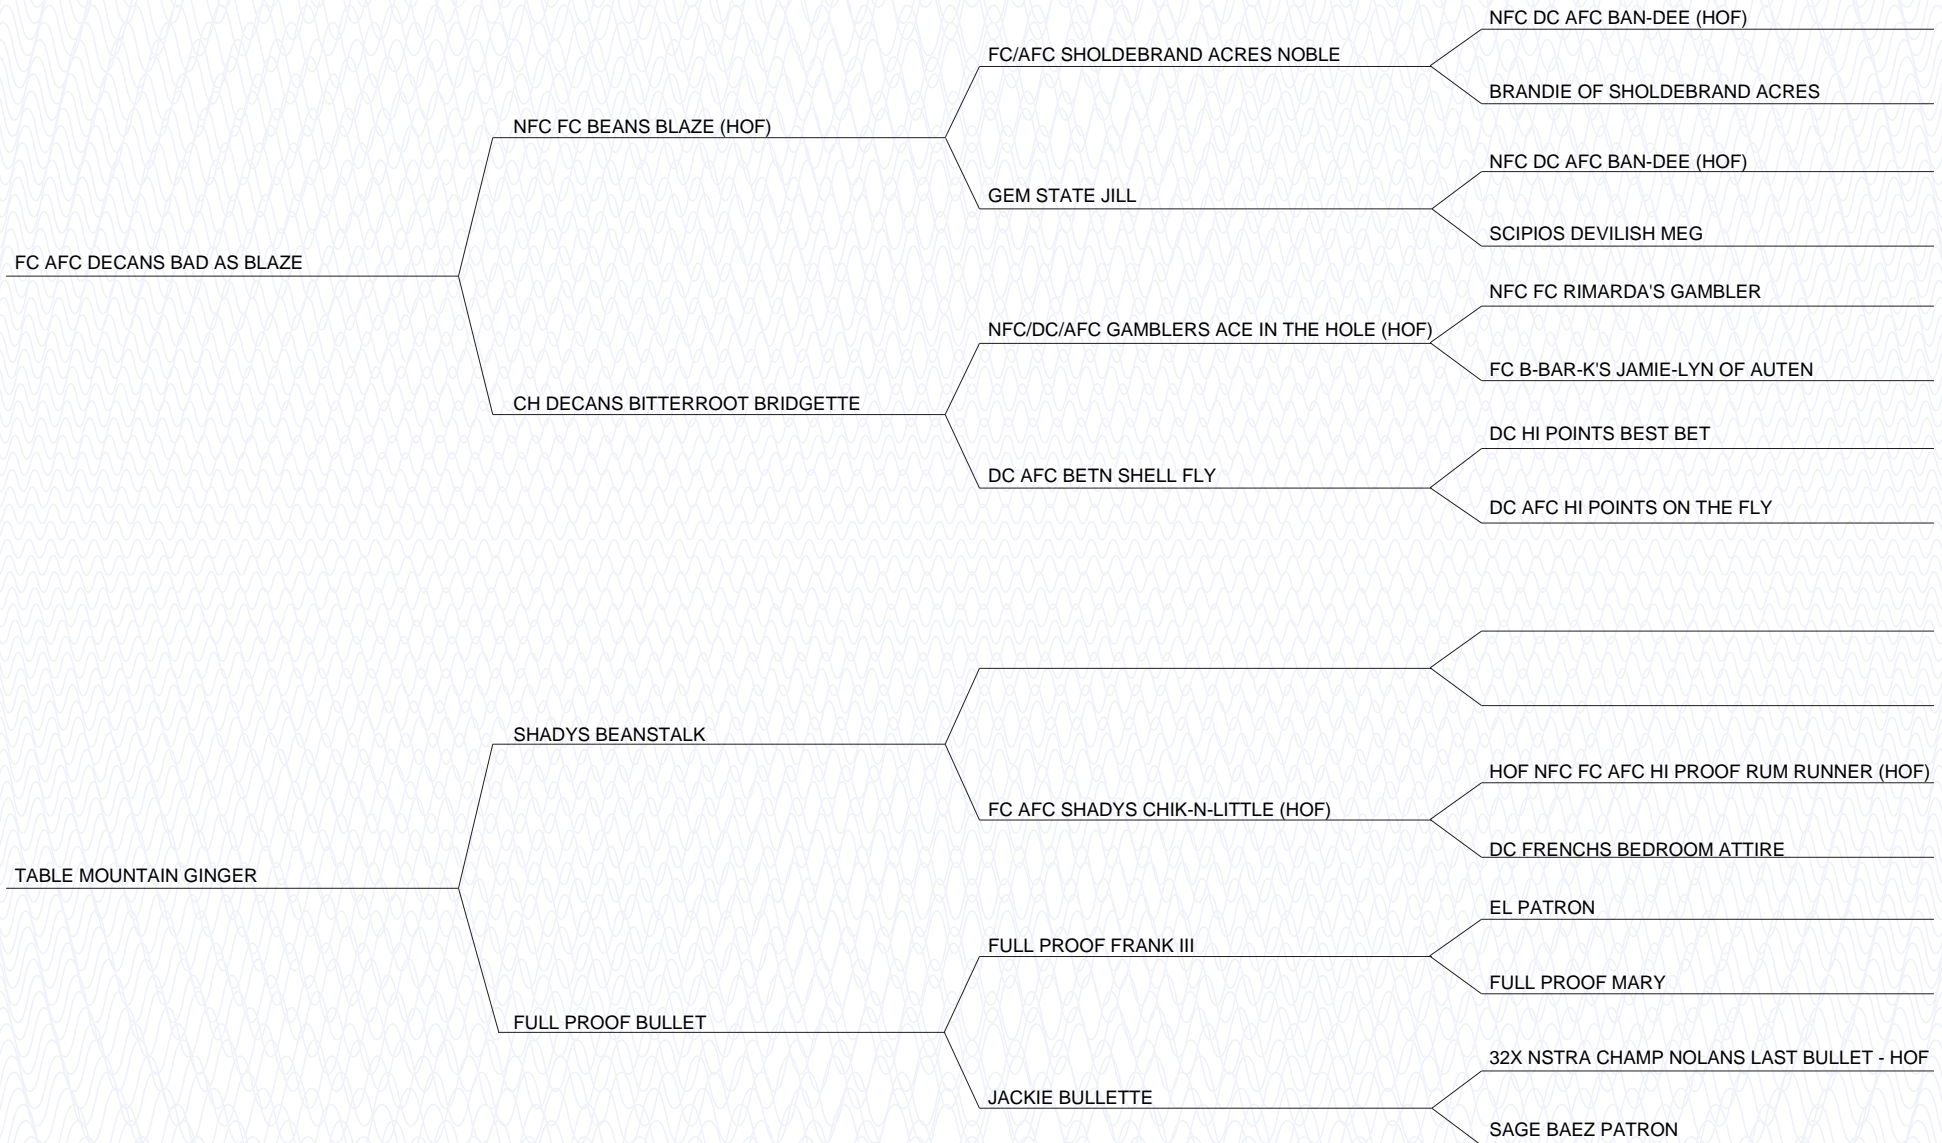 NFC DC AFC BAN-DEE (HOF)
FC/AFC SHOLDEBRAND ACRES NOBLE
BRANDIE OF SHOLDEBRAND ACRES
NFC FC BEANS BLAZE (HOF)
NFC DC AFC BAN-DEE (HOF)
GEM STATE JILL
SCIPIOS DEVILISH MEG
FC AFC DECANS BAD AS BLAZE
NFC FC RIMARDA'S GAMBLER
NFC/DC/AFC GAMBLERS ACE IN THE HOLE (HOF)
FC B-BAR-K'S JAMIE-LYN OF AUTEN
CH DECANS BITTERROOT BRIDGETTE
DC HI POINTS BEST BET
DC AFC BETN SHELL FLY
DC AFC HI POINTS ON THE FLY
SHADYS BEANSTALK
HOF NFC FC AFC HI PROOF RUM RUNNER (HOF)
FC AFC SHADYS CHIK-N-LITTLE (HOF)
DC FRENCHS BEDROOM ATTIRE
TABLE MOUNTAIN GINGER
EL PATRON
FULL PROOF FRANK III
FULL PROOF MARY
FULL PROOF BULLET
32X NSTRA CHAMP NOLANS LAST BULLET - HOF
JACKIE BULLETTE
SAGE BAEZ PATRON